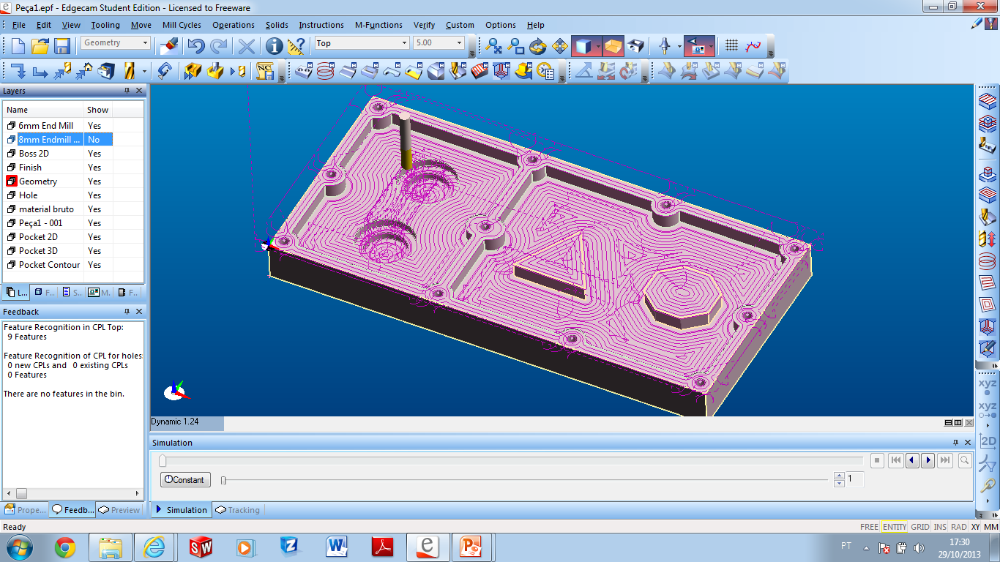 Peça1.epf - Edgecam Student Edition - Licensed to Freeware
File Edit View Tooling Move Mill Cycles Operations Solids Instructions M-Functions Verify Custom Options Help
Geometry Top 5.00
Layers
Name Show
6mm End Mill Yes
8mm Endmill ... No
Boss 2D Yes
Finish Yes
Geometry Yes
Hole Yes
material bruto Yes
Peça1 - 001 Yes
Pocket 2D Yes
Pocket 3D Yes
Pocket Contour Yes
L... F... S... M... F...
Feedback
Feature Recognition in CPL Top:
9 Features
Feature Recognition of CPL for holes:
0 new CPLs and 0 existing CPLs
0 Features
There are no features in the bin.
Prope... Feedb... Preview
Dynamic 1.24
Simulation
Constant 1
Simulation Tracking
xyz
xyz
2D
Ready FREE ENTITY GRID INS RAD XY MM
PT 17:30
29/10/2013